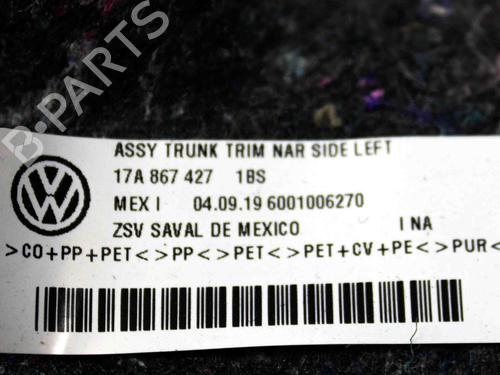 B-PARTS
ASSY TRUNK TRIM NAR SIDE LEFT
17A 867 427 1BS
MEX I 04.09.19 6001006270
ZSV SAVAL DE MEXICO I NA
>CO+PP+PET<>PP<>PET<>PET+CV+PE<>PUR<